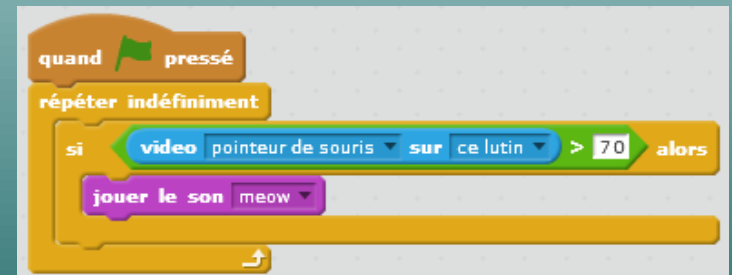 quand pressé
répéter indéfiniment
si video pointeur de souris sur ce lutin > 70 alors
jouer le son meow